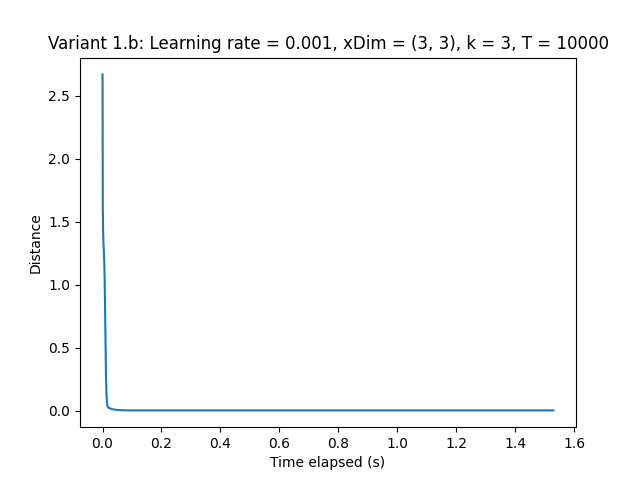 Variant 1.b: Learning rate = 0.001, xDim = (3, 3), k = 3, T = 10000
2.5
2.0
1.5
1.0
0.5
0.0
Distance
0.0 0.2 0.4 0.6 0.8 1.0 1.2 1.4 1.6
Time elapsed (s)